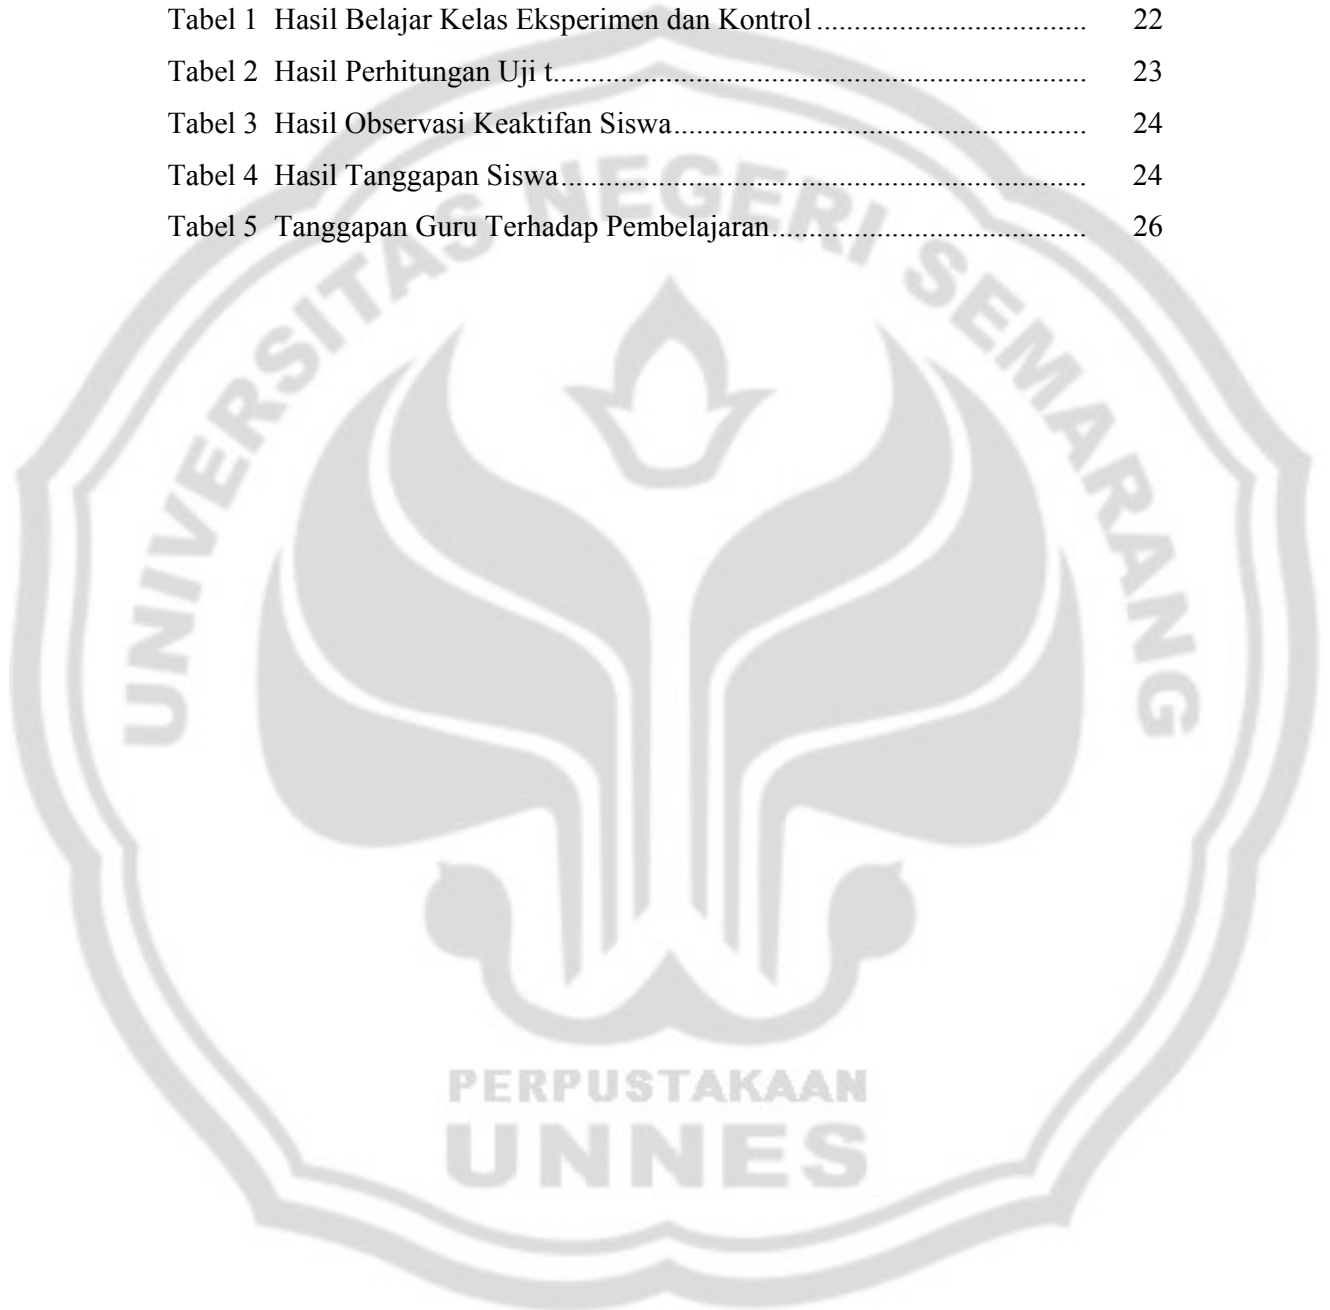 Tabel 1 Hasil Belajar Kelas Eksperimen dan Kontrol .................................... 22
Tabel 2 Hasil Perhitungan Uji t....................................................................... 23
Tabel 3 Hasil Observasi Keaktifan Siswa....................................................... 24
Tabel 4 Hasil Tanggapan Siswa...................................................................... 24
Tabel 5 Tanggapan Guru Terhadap Pembelajaran.......................................... 26
UNIVERSITAS NEGERI SEMARANG
PERPUSTAKAAN
UNNES